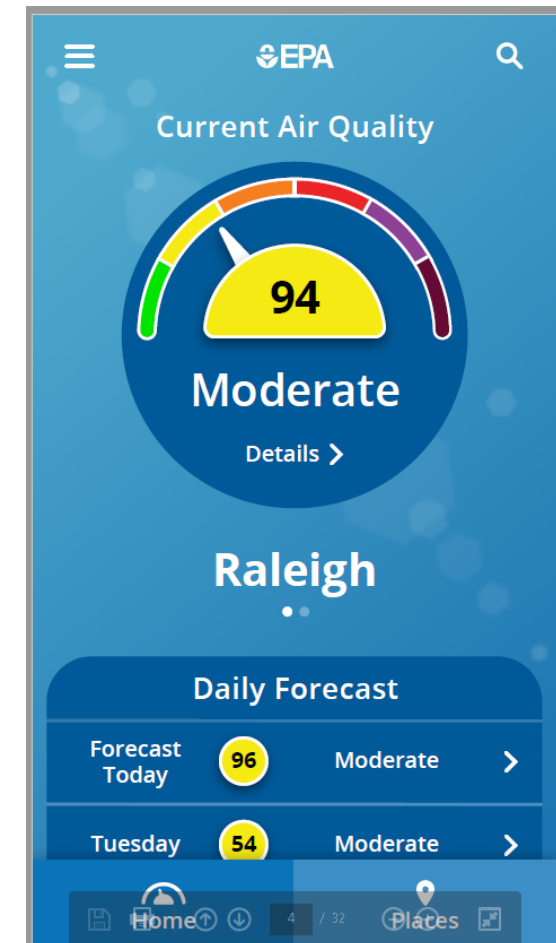 EPA
Current Air Quality
94
Moderate
Details
Raleigh
Daily Forecast
Forecast
Today
96
Moderate
Tuesday
54
Moderate
Home
4 / 32
Places